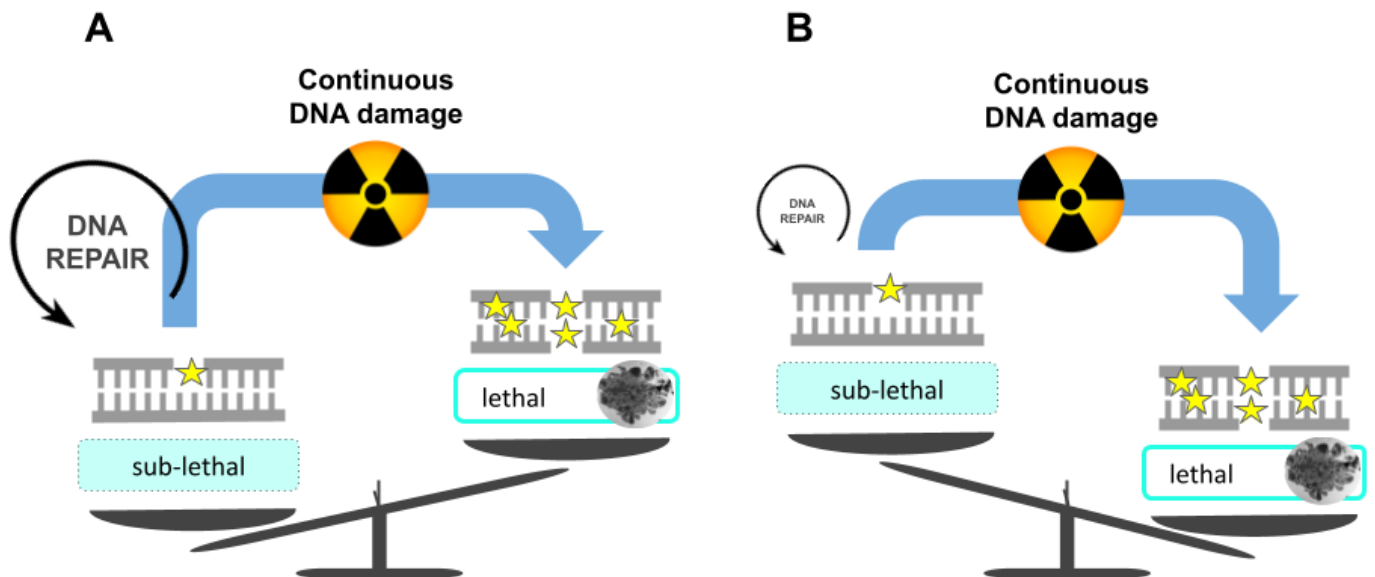 A
Continuous
DNA damage
DNA
REPAIR
lethal
sub-lethal
B
Continuous
DNA damage
DNA
REPAIR
sub-lethal
lethal